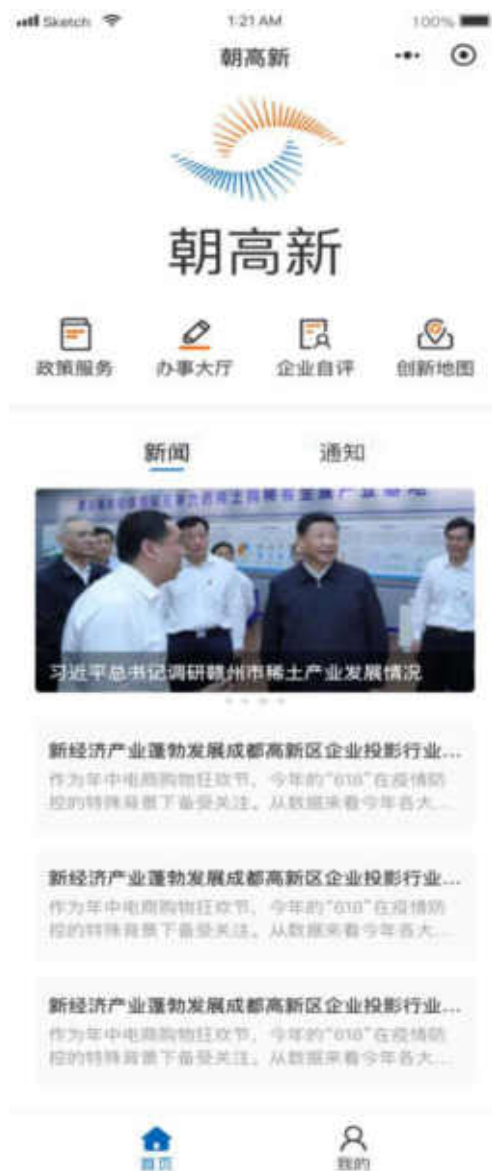 Sketch 1:21 AM 100%
朝高新
朝高新
政策服务 办事大厅 企业自评 创新地图
新闻 通知
习近平总书记调研赣州市稀土产业发展情况
新经济产业蓬勃发展成都高新区企业投影行业...
作为年中电商购物狂欢节，今年的“618”在疫情防
控的特殊背景下备受关注。从数据来看今年各大...
新经济产业蓬勃发展成都高新区企业投影行业...
作为年中电商购物狂欢节，今年的“618”在疫情防
控的特殊背景下备受关注。从数据来看今年各大...
新经济产业蓬勃发展成都高新区企业投影行业...
作为年中电商购物狂欢节，今年的“618”在疫情防
控的特殊背景下备受关注。从数据来看今年各大...
首页 我的